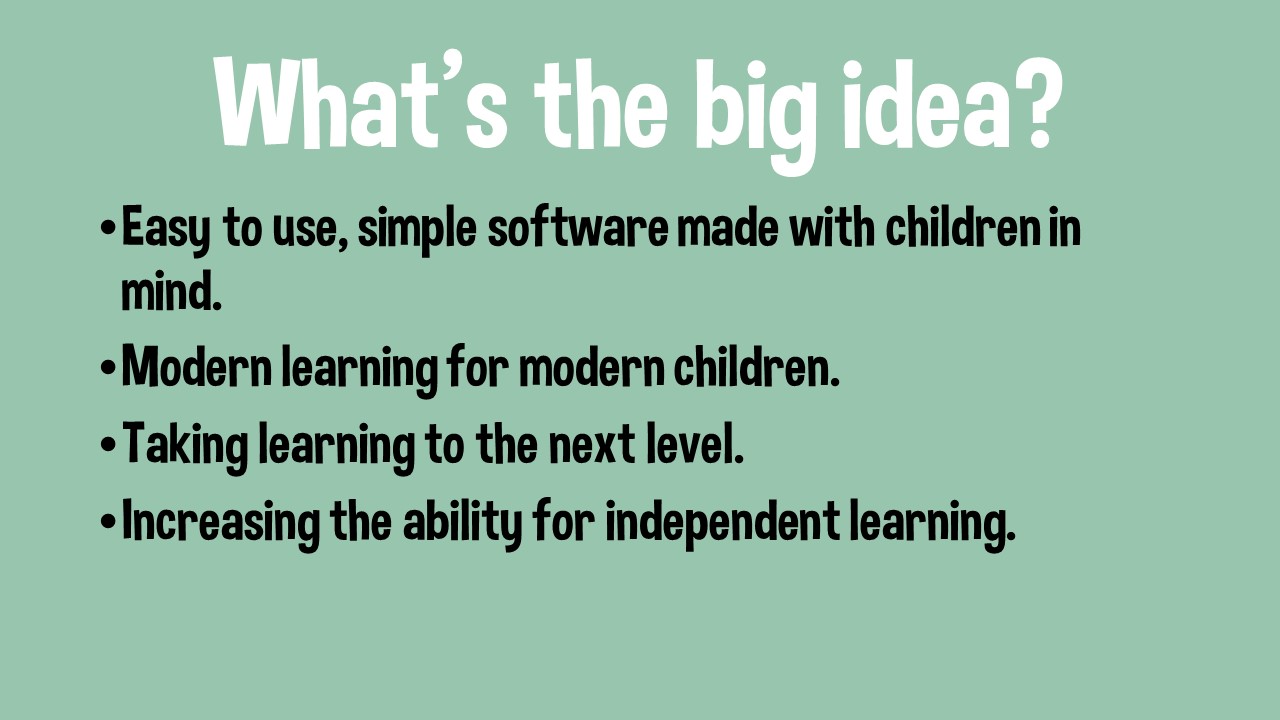 What’s the big idea?
•Easy to use, simple software made with children in
mind.
•Modern learning for modern children.
•Taking learning to the next level.
•Increasing the ability for independent learning.